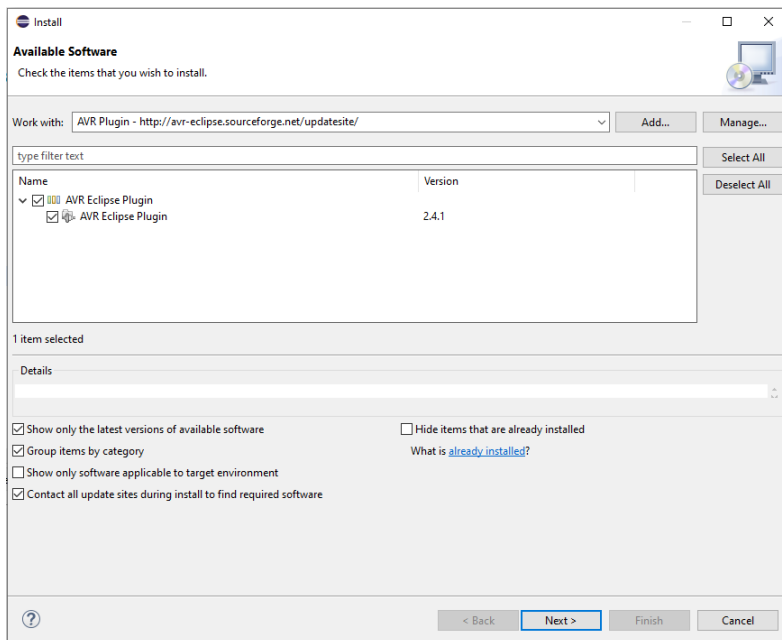 Install
Available Software
Check the items that you wish to install.
Work with: AVR Plugin - http://avr-eclipse.sourceforge.net/updatesite/ Add... Manage...
type filter text Select All
Name Version Deselect All
AVR Eclipse Plugin
AVR Eclipse Plugin 2.4.1
1 item selected
Details
Show only the latest versions of available software Hide items that are already installed
Group items by category What is already installed?
Show only software applicable to target environment
Contact all update sites during install to find required software
? < Back Next > Finish Cancel